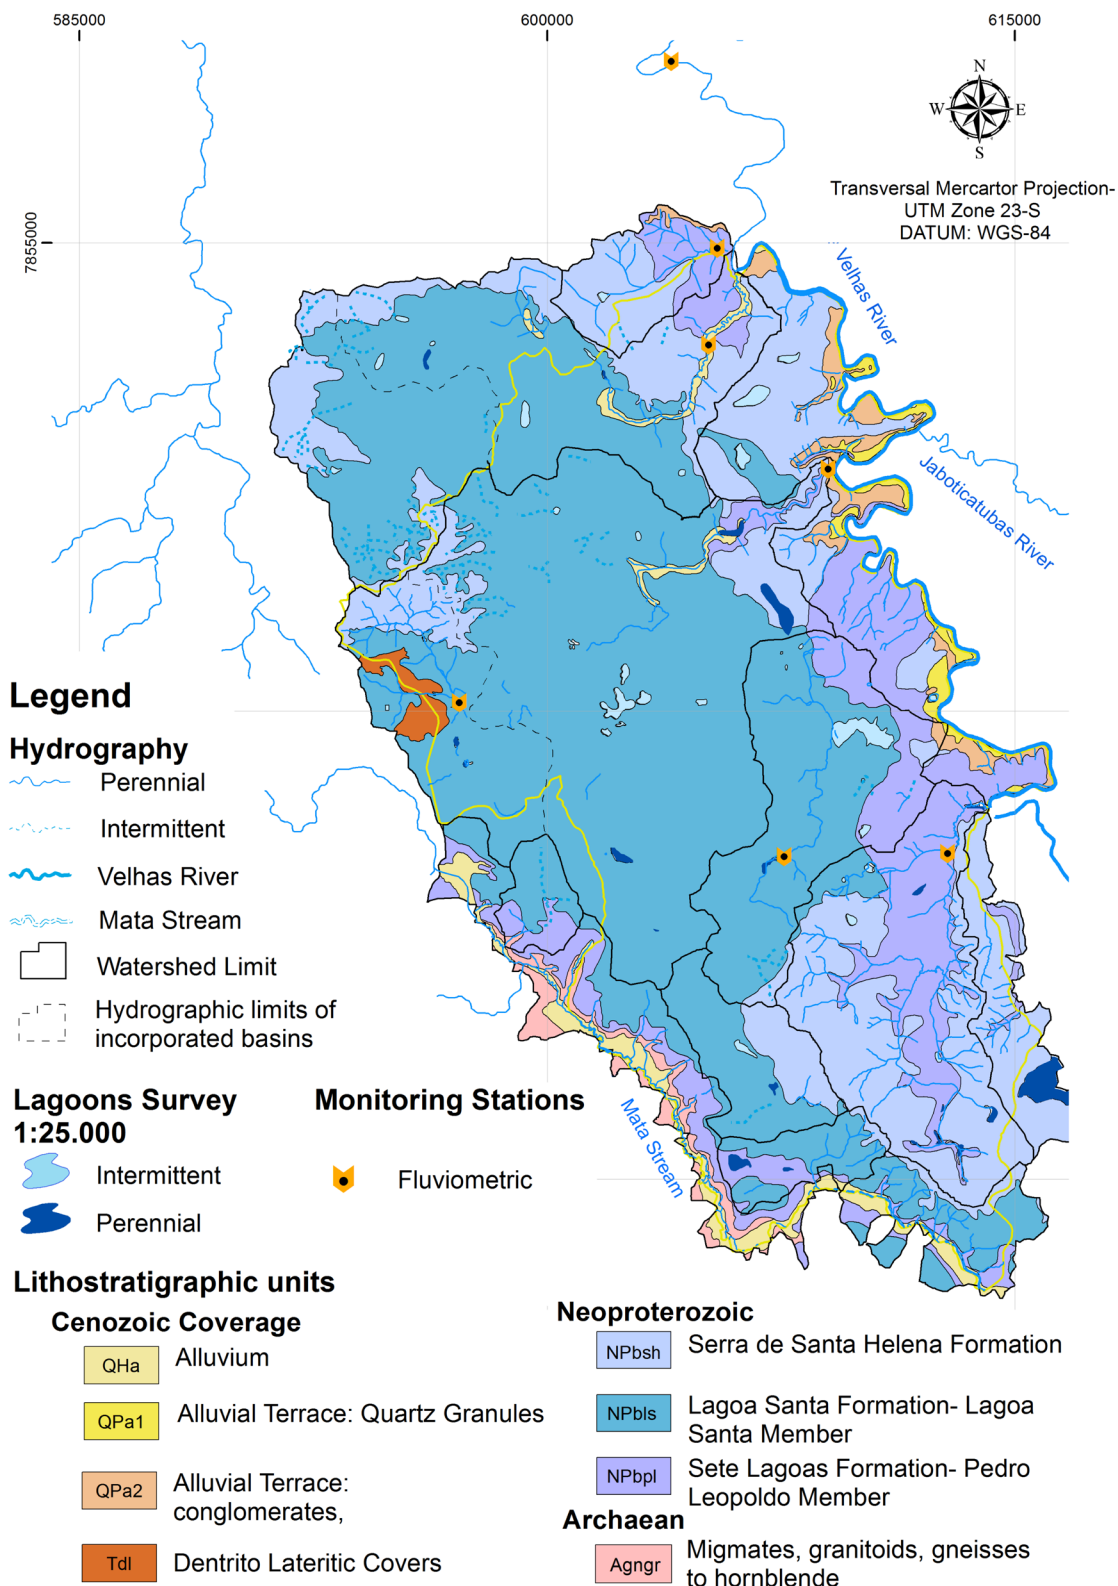 585000
600000
615000
7855000
N
W
E
S
Transversal Mercartor Projection-
UTM Zone 23-S
DATUM: WGS-84
Velhas River
Jaboticatubas River
Mata Stream
Legend
Hydrography
Perennial
Intermittent
Velhas River
Mata Stream
Watershed Limit
Hydrographic limits of
incorporated basins
Lagoons Survey
1:25.000
Intermittent
Perennial
Monitoring Stations
Fluviometric
Lithostratigraphic units
Cenozoic Coverage
QHa
Alluvium
QPa1
Alluvial Terrace: Quartz Granules
QPa2
Alluvial Terrace:
conglomerates,
Tdl
Dentrito Lateritic Covers
Neoproterozoic
NPbsh
Serra de Santa Helena Formation
NPbls
Lagoa Santa Formation- Lagoa
Santa Member
NPbpl
Sete Lagoas Formation- Pedro
Leopoldo Member
Archaean
Agngr
Migmates, granitoids, gneisses
to hornblende